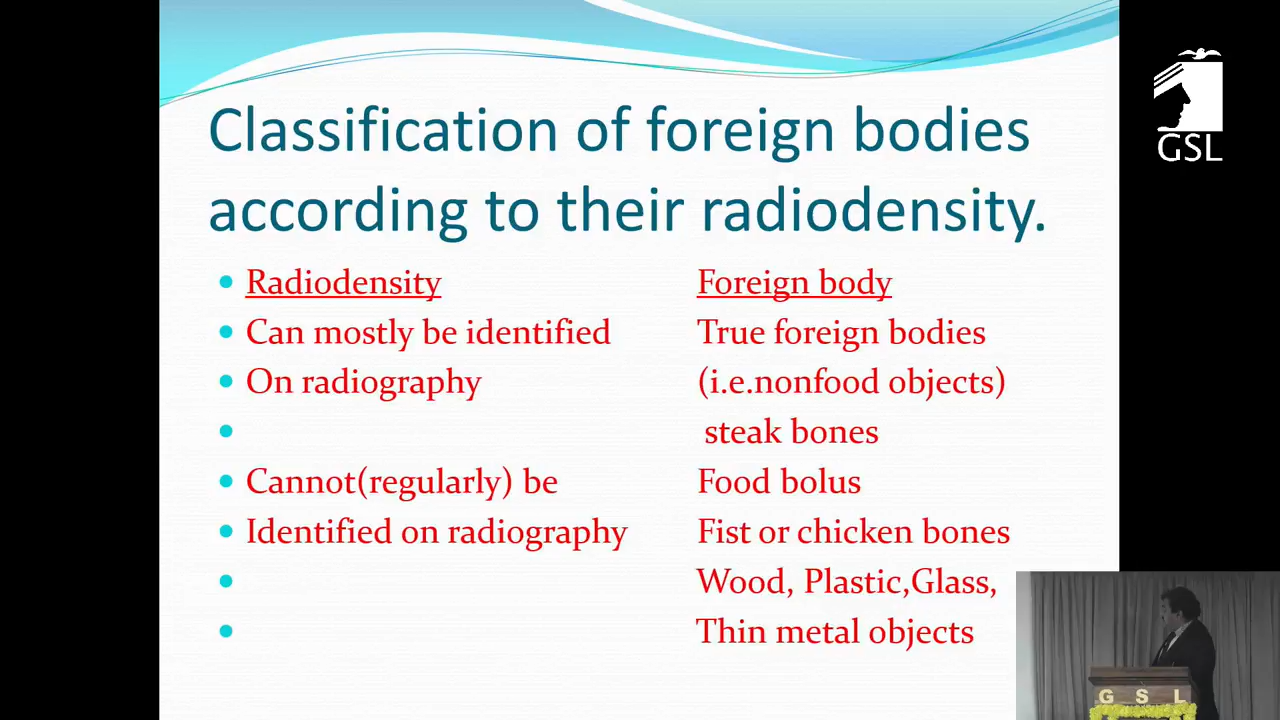 Classification of foreign bodies
according to their radiodensity.
Radiodensity Foreign body
Can mostly be identified True foreign bodies
On radiography (i.e.nonfood objects)
steak bones
Cannot(regularly) be Food bolus
Identified on radiography Fist or chicken bones
Wood, Plastic,Glass,
Thin metal objects
GSL
G S L